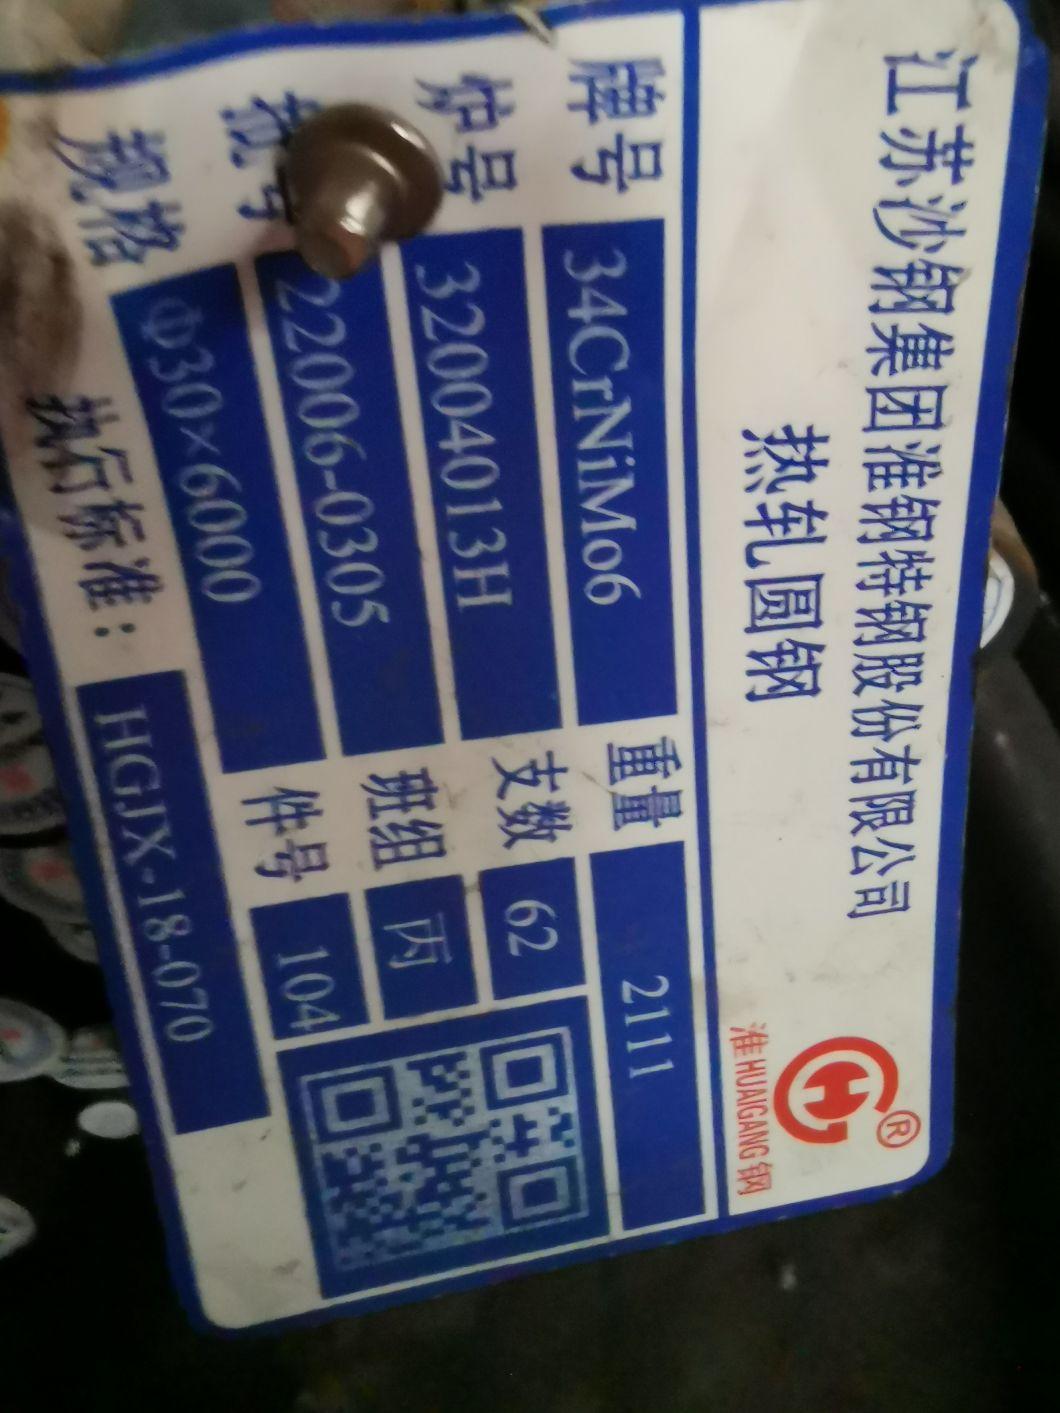 江苏沙钢集团淮钢特钢股份有限公司
热轧圆钢
淮 HUAIGANG 钢
H
®
牌号 34CrNiMo6 重量 2111
炉号 32004013H 支数 62
号 22006-0305 班组 丙
规格 Φ30×6000 件号 104
执行标准: HGJX-18-070